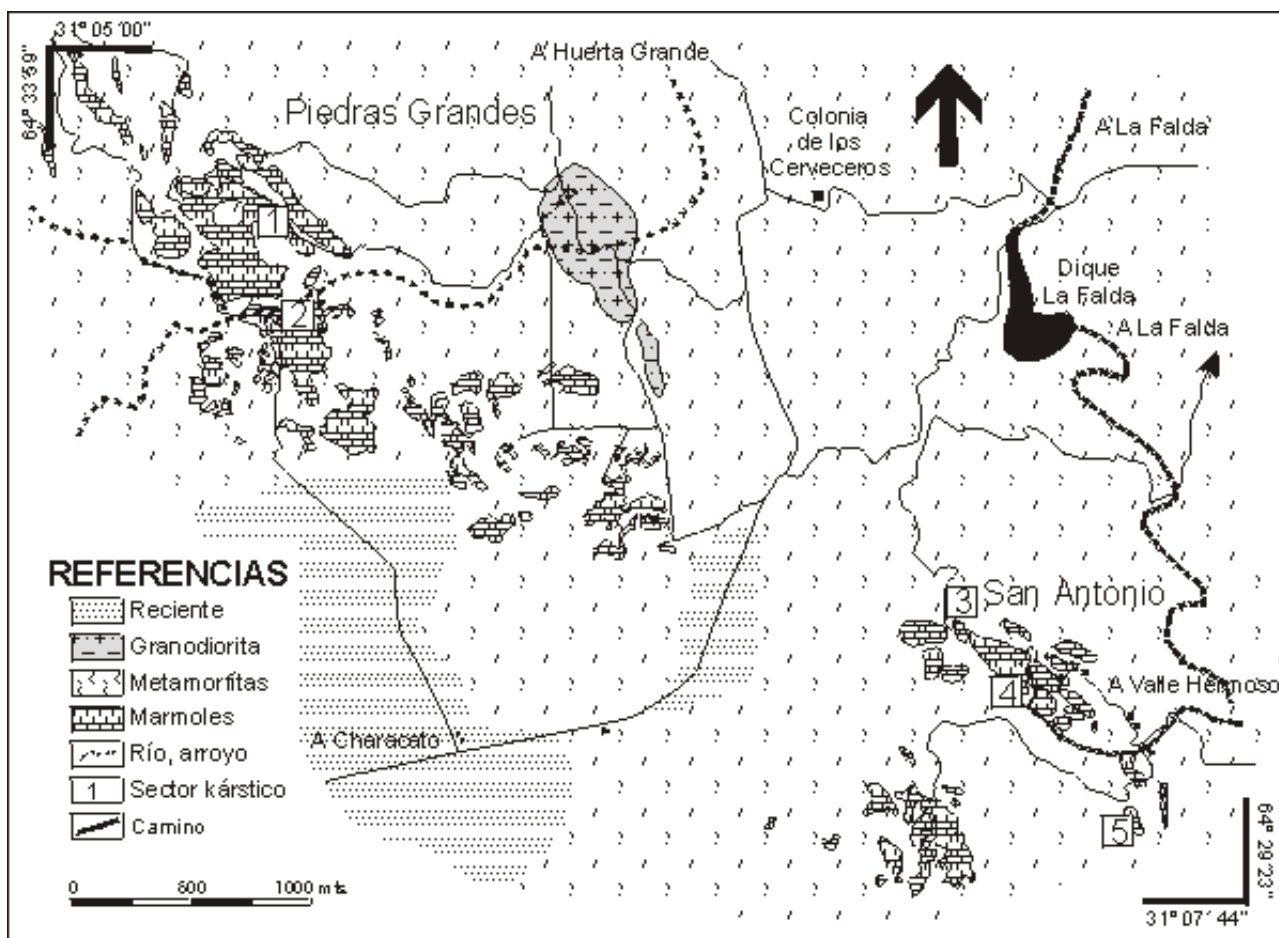 31° 05´00"
64° 33´59"
A Huerta Grande
Piedras Grandes
Colonia
de los
Cerveceros
A La Falda
Dique
La Falda
A La Falda
1
2
REFERENCIAS
Reciente
Granodiorita
Metamorfitas
Marmoles
Río, arroyo
1 Sector kárstico
Camino
3
San Antonio
4
A Valle Hermoso
A Characato
5
0 500 1000 mts.
64° 29´23"
31° 07´44"